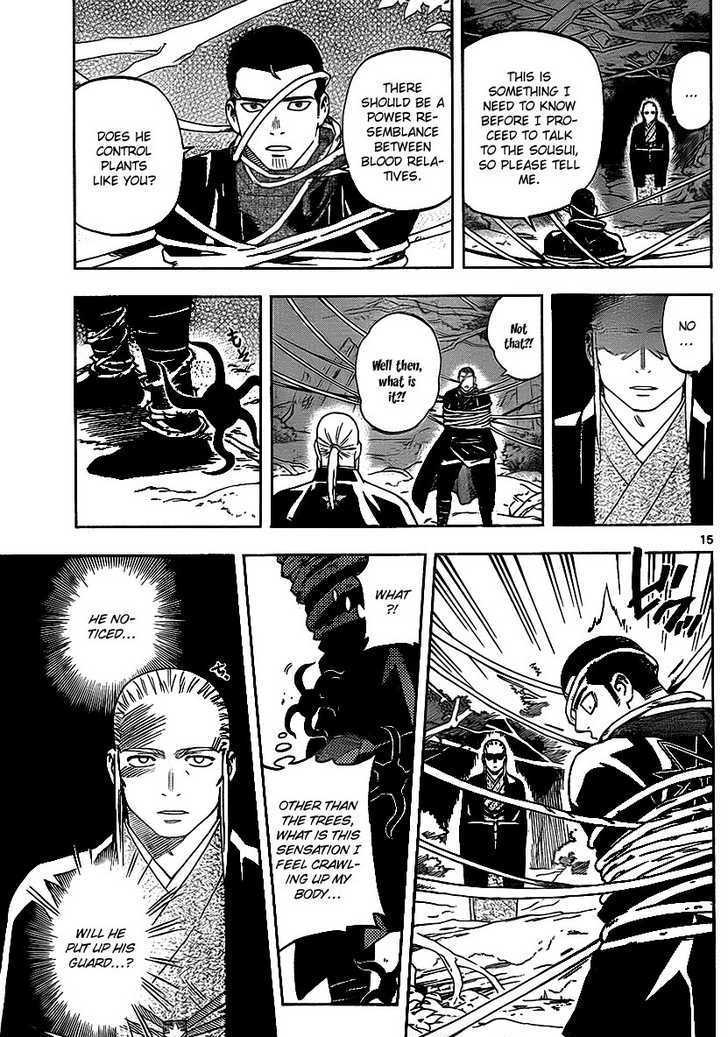 ...
THIS IS
SOMETHING I
NEED TO KNOW
BEFORE I PRO-
CEED TO TALK
TO THE SOUSUI,
SO PLEASE TELL
ME.
THERE
SHOULD BE A
POWER RE-
SEMBLANCE
BETWEEN
BLOOD RELA-
TIVES.
DOES HE
CONTROL
PLANTS
LIKE YOU?
NO
...
Not
that?!
Well then,
what is
it?!
15
WHAT
?!
OTHER THAN
THE TREES,
WHAT IS THIS
SENSATION I
FEEL CRAWL-
ING UP MY
BODY...
HE NO-
TICED...
WILL HE
PUT UP HIS
GUARD...?